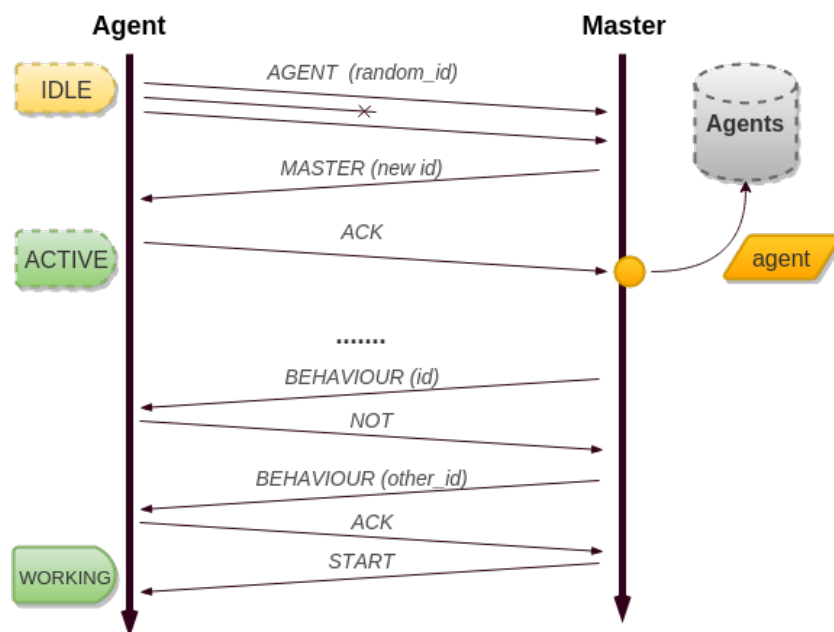 Agent
Master
IDLE
AGENT (random_id)
Agents
MASTER (new id)
ACTIVE
ACK
agent
.......
BEHAVIOUR (id)
NOT
BEHAVIOUR (other_id)
ACK
WORKING
START